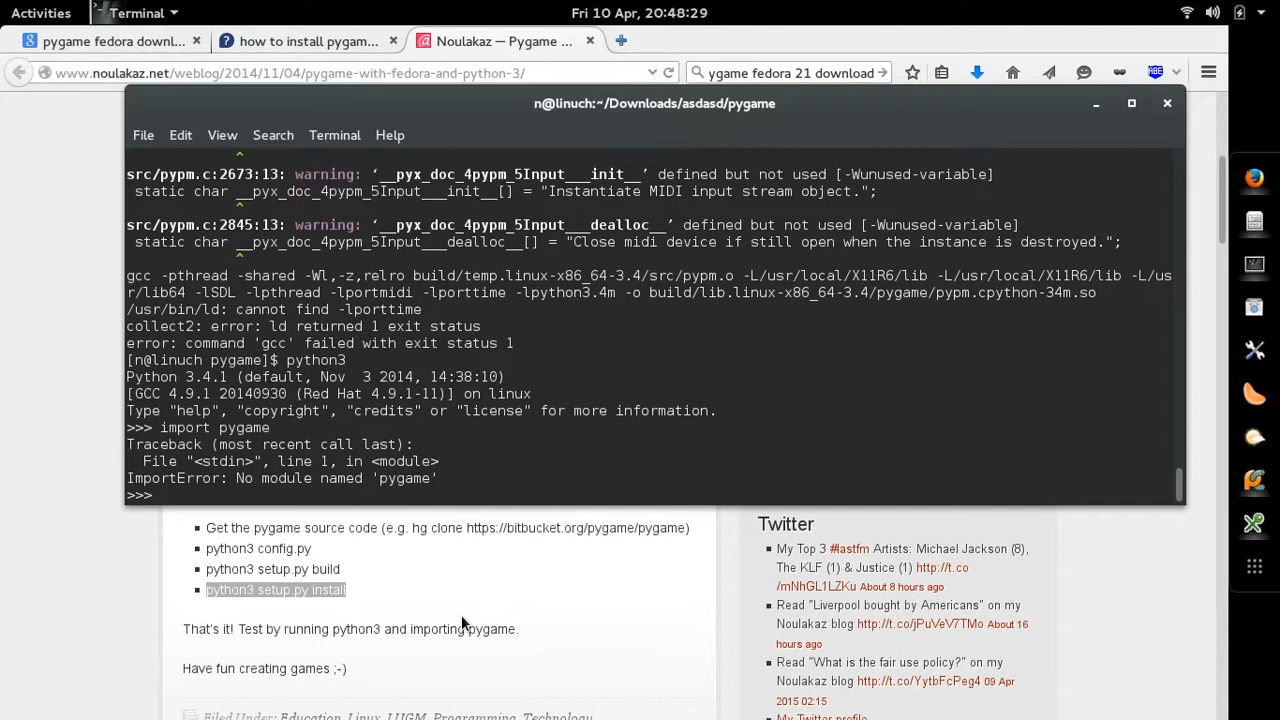 Activities Terminal Fri 10 Apr, 20:48:29
pygame fedora downl... × how to install pygam... × Noulakaz — Pygame ... ×
www.noulakaz.net/weblog/2014/11/04/pygame-with-fedora-and-python-3/ ygame fedora 21 download ABE
n@linuch:~/Downloads/asdasd/pygame
File Edit View Search Terminal Help
^
src/pypm.c:2673:13: warning: ‘__pyx_doc_4pypm_5Input___init__’ defined but not used [-Wunused-variable]
static char __pyx_doc_4pypm_5Input___init__[] = "Instantiate MIDI input stream object.";
^
src/pypm.c:2845:13: warning: ‘__pyx_doc_4pypm_5Input___dealloc__’ defined but not used [-Wunused-variable]
static char __pyx_doc_4pypm_5Input___dealloc__[] = "Close midi device if still open when the instance is destroyed.";
^
gcc -pthread -shared -Wl,-z,relro build/temp.linux-x86_64-3.4/src/pypm.o -L/usr/local/X11R6/lib -L/usr/local/X11R6/lib -L/us
r/lib64 -lSDL -lpthread -lportmidi -lporttime -lpython3.4m -o build/lib.linux-x86_64-3.4/pygame/pypm.cpython-34m.so
/usr/bin/ld: cannot find -lporttime
collect2: error: ld returned 1 exit status
error: command 'gcc' failed with exit status 1
[n@linuch pygame]$ python3
Python 3.4.1 (default, Nov  3 2014, 14:38:10)
[GCC 4.9.1 20140930 (Red Hat 4.9.1-11)] on linux
Type "help", "copyright", "credits" or "license" for more information.
>>> import pygame
Traceback (most recent call last):
File "<stdin>", line 1, in <module>
ImportError: No module named 'pygame'
>>>
Get the pygame source code (e.g. hg clone https://bitbucket.org/pygame/pygame)
python3 config.py
python3 setup.py build
python3 setup.py install
That's it! Test by running python3 and importing pygame.
Have fun creating games ;-)
Filed Under: Education, Linux, LUGM, Programming, Technology
Twitter
My Top 3 #lastfm Artists: Michael Jackson (8),
The KLF (1) & Justice (1) http://t.co
/mNhGL1LZKu About 8 hours ago
Read "Liverpool bought by Americans" on my
Noulakaz blog http://t.co/jPuVeV7TMo About 16
hours ago
Read "What is the fair use policy?" on my
Noulakaz blog http://t.co/YytbFcPeg4 09 Apr
2015 02:15
My Twitter profile